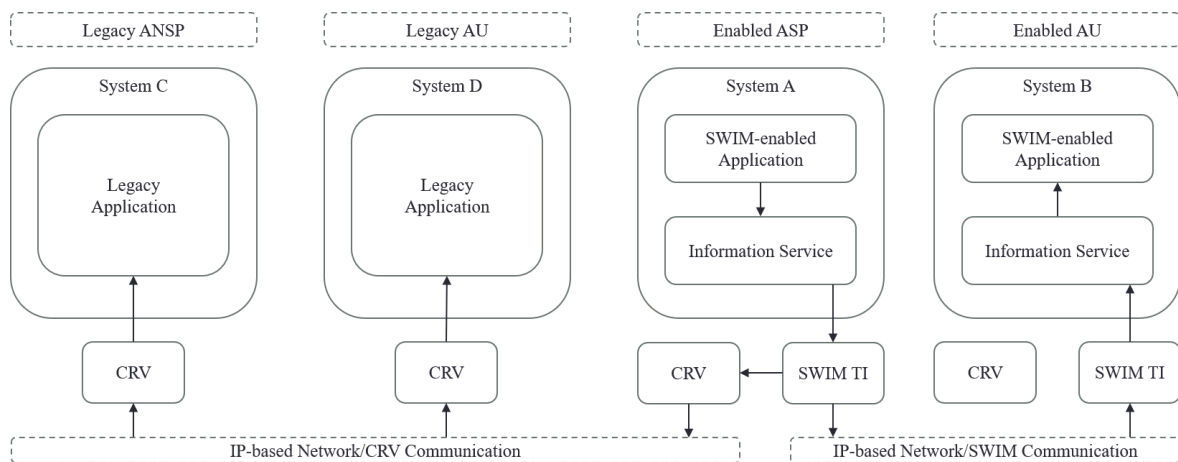 Legacy ANSP
Legacy AU
Enabled ASP
Enabled AU
System C
System D
System A
System B
Legacy
Application
Legacy
Application
SWIM-enabled
Application
SWIM-enabled
Application
Information Service
Information Service
CRV
CRV
CRV
SWIM TI
CRV
SWIM TI
IP-based Network/CRV Communication
IP-based Network/SWIM Communication